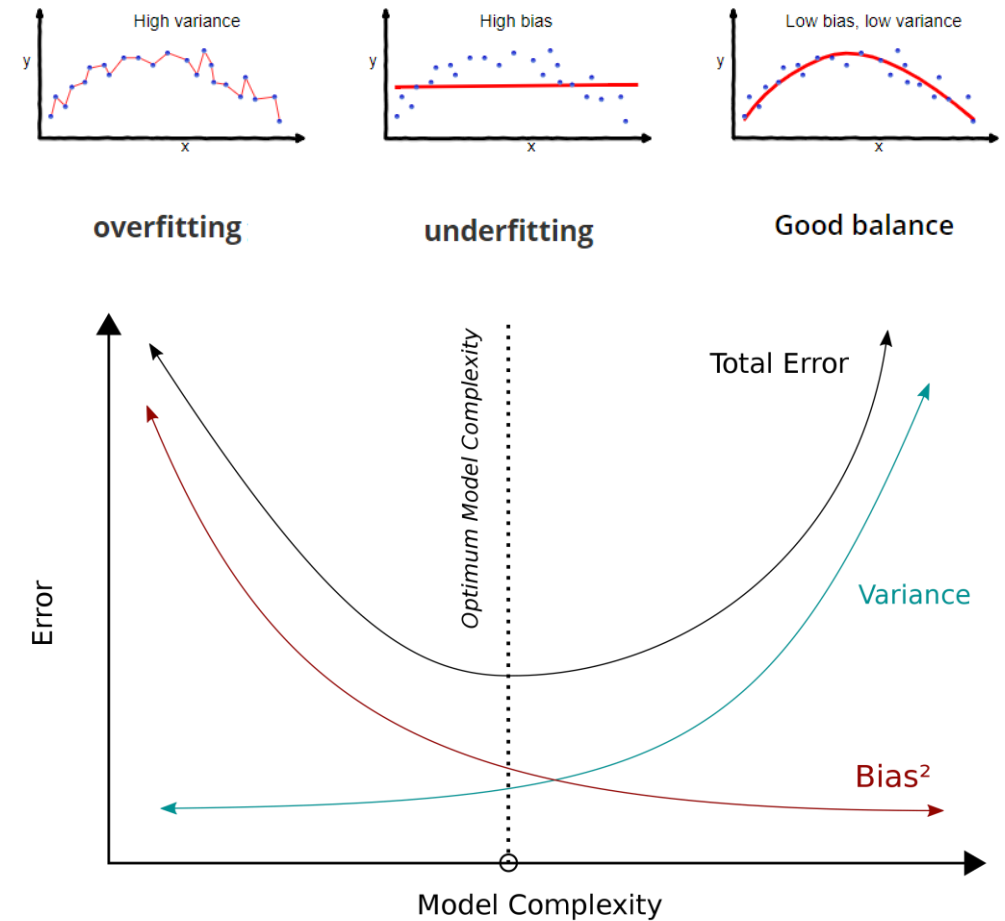 High variance
High bias
Low bias, low variance
y
y
y
x
x
x
overfitting
underfitting
Good balance
Optimum Model Complexity
Total Error
Variance
Error
Bias²
Model Complexity